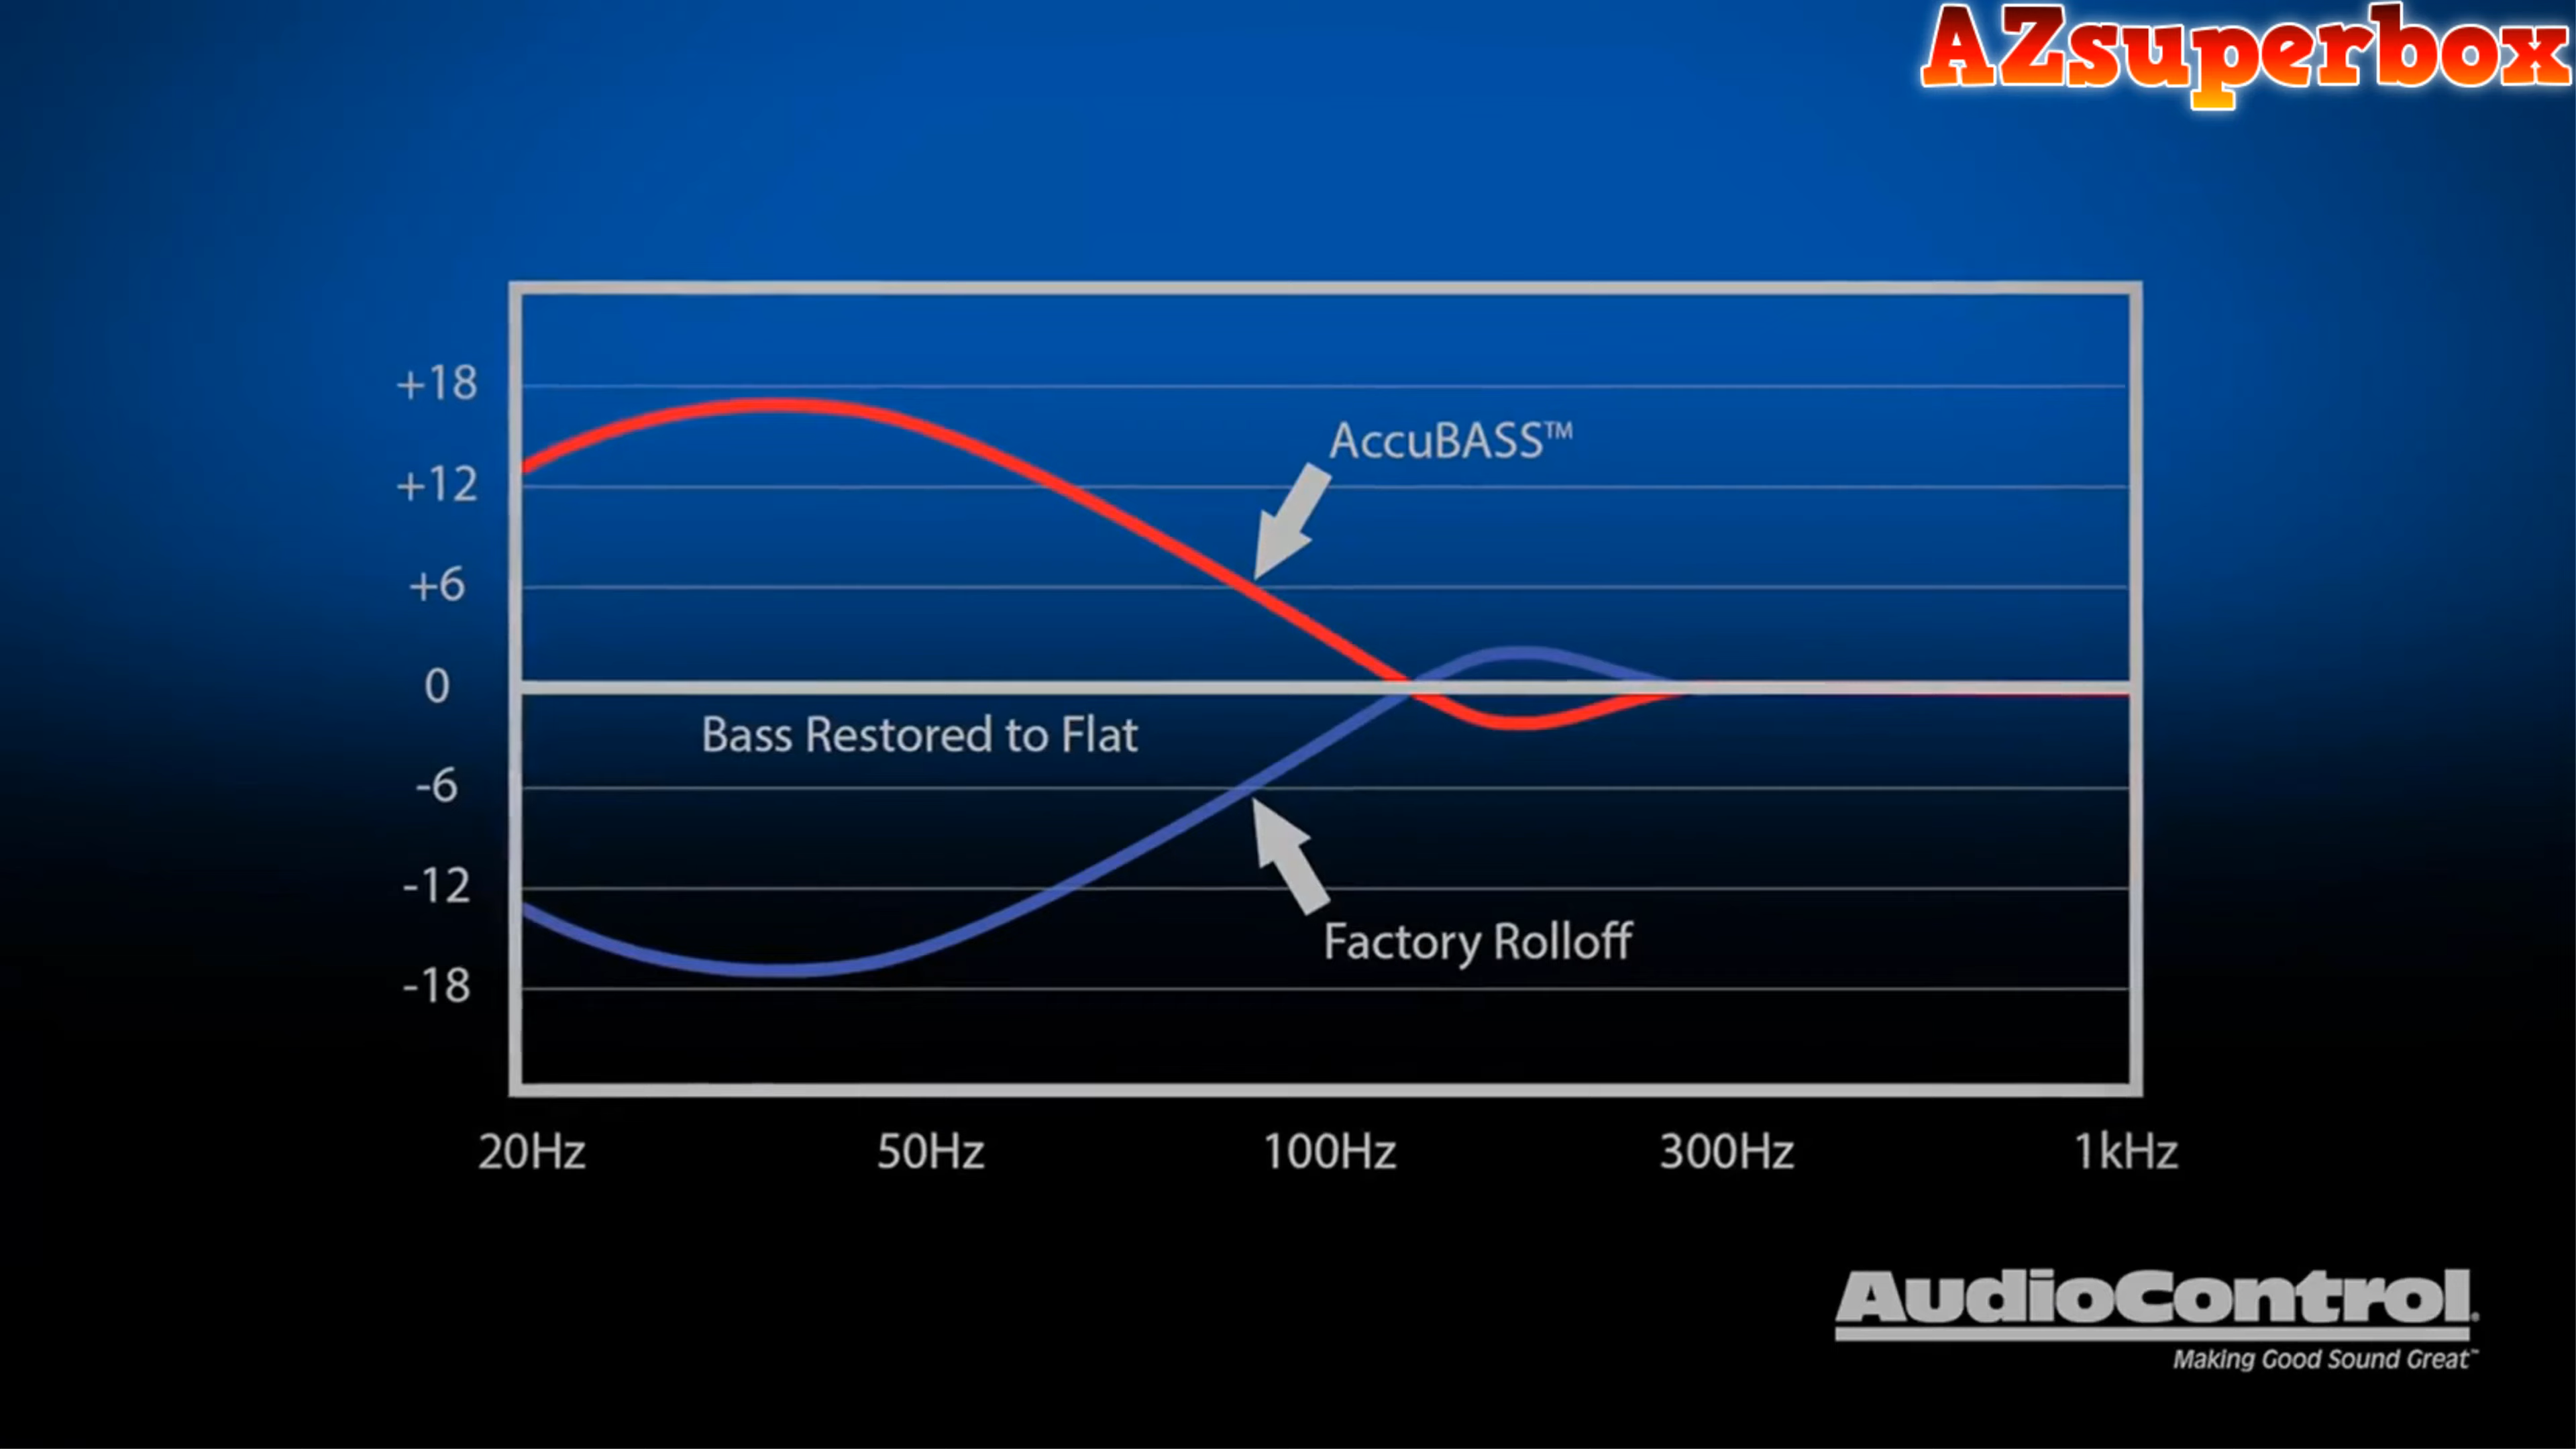 AZsuperbox
+18
AccuBASS™
+12
+6
0
Bass Restored to Flat
-6
-12
Factory Rolloff
-18
20Hz 50Hz 100Hz 300Hz 1kHz
AudioControl®
Making Good Sound Great™